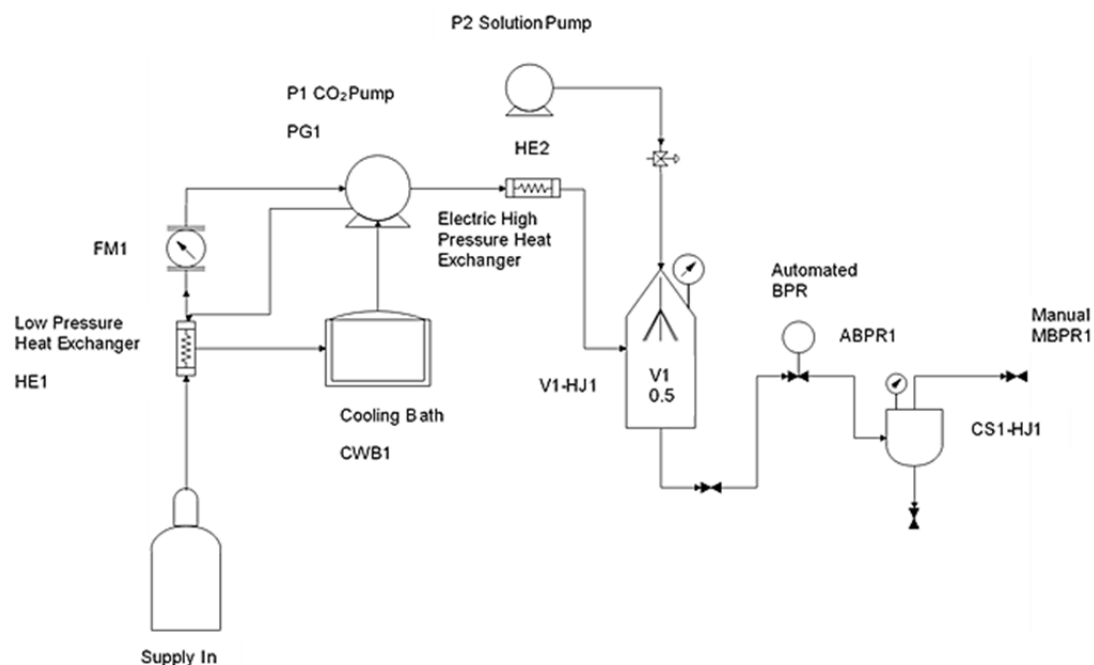 P2 Solution Pump
P1 CO₂ Pump
PG1
HE2
Electric High
Pressure Heat
Exchanger
FM1
Low Pressure
Heat Exchanger
HE1
Automated
BPR
ABPR1
Manual
MBPR1
V1-HJ1
V1
0.5
CS1-HJ1
Cooling Bath
CWB1
Supply In